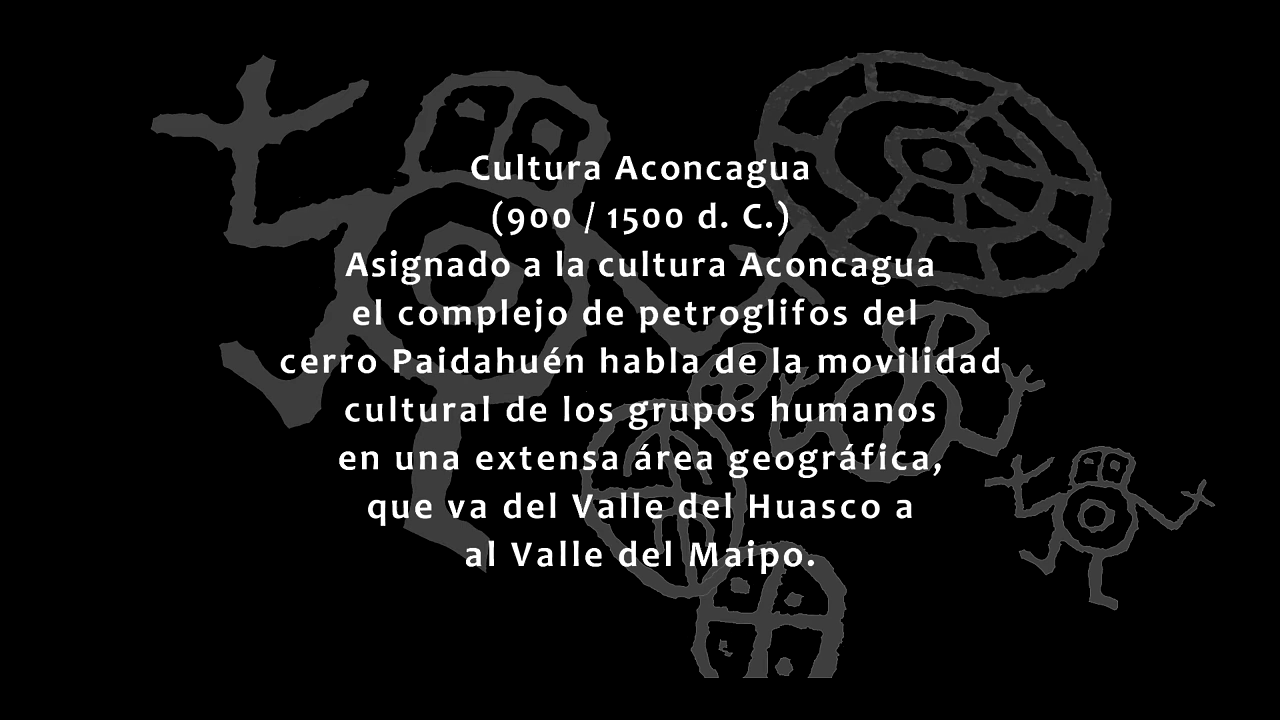 Cultura Aconcagua
(900 / 1500 d. C.)
Asignado a la cultura Aconcagua
el complejo de petroglifos del
cerro Paidahuén habla de la movilidad
cultural de los grupos humanos
en una extensa área geográfica,
que va del Valle del Huasco a
al Valle del Maipo.